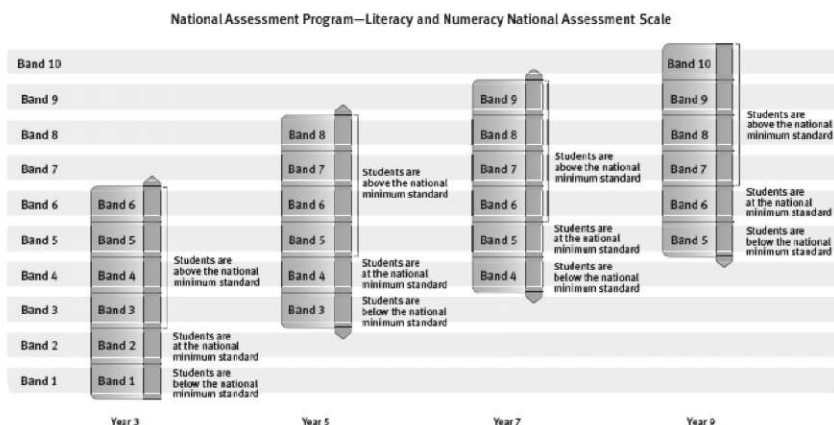 National Assessment Program—Literacy and Numeracy National Assessment Scale
Band 10
Band 9
Band 8
Band 7
Band 6
Band 5
Band 4
Band 3
Band 2
Band 1
Band 6
Band 5
Band 4
Band 3
Band 2
Band 1
Students are
above the national
minimum standard
Students are
at the national
minimum standard
Students are
below the national
minimum standard
Year 3
Band 8
Band 7
Band 6
Band 5
Band 4
Band 3
Students are
above the national
minimum standard
Students are
at the national
minimum standard
Students are
below the national
minimum standard
Year 5
Band 9
Band 8
Band 7
Band 6
Band 5
Band 4
Students are
above the national
minimum standard
Students are
at the national
minimum standard
Students are
below the national
minimum standard
Year 7
Band 10
Band 9
Band 8
Band 7
Band 6
Band 5
Students are
above the national
minimum standard
Students are
at the national
minimum standard
Students are
below the national
minimum standard
Year 9